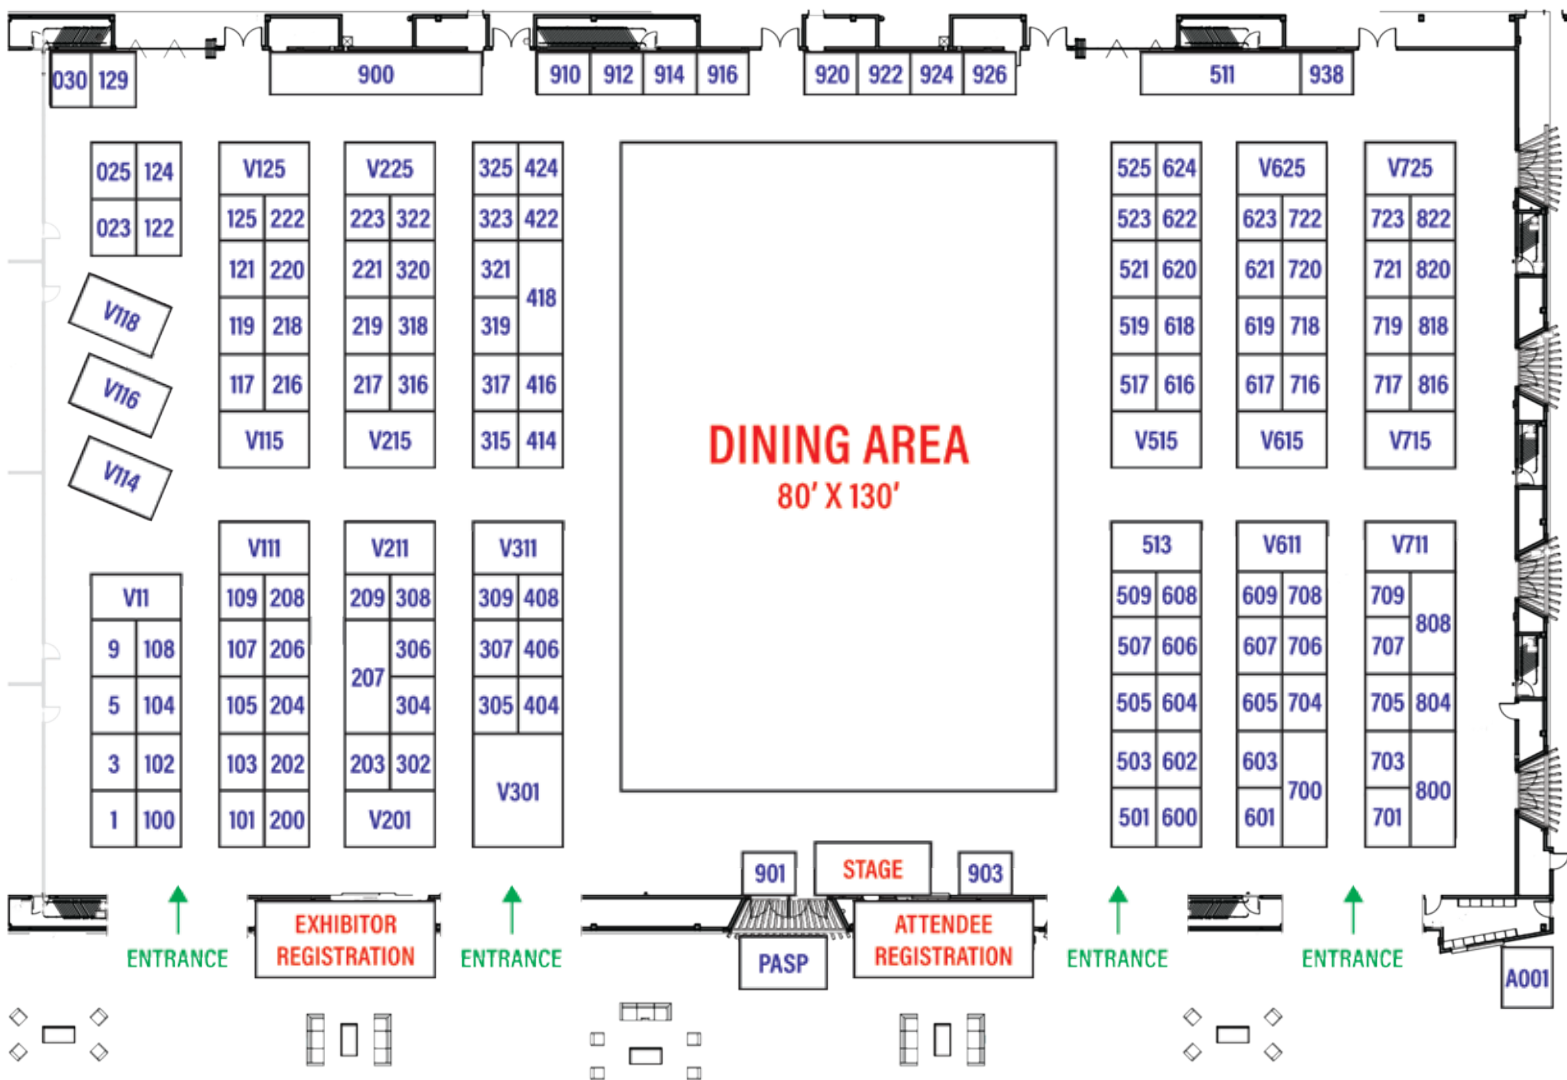 030 129
900
910 912 914 916
920 922 924 926
511 938
025 124
023 122
V118
V116
V114
V11
9 108
5 104
3 102
1 100
V125
125 222
121 220
119 218
117 216
V115
V111
109 208
107 206
105 204
103 202
101 200
V225
223 322
221 320
219 318
217 316
V215
V211
209 308
207 306
304
203 302
V201
325 424
323 422
321 418
319
317 416
315 414
V311
309 408
307 406
305 404
V301
DINING AREA
80' X 130'
525 624
523 622
521 620
519 618
517 616
V515
513
509 608
507 606
505 604
503 602
501 600
V625
623 722
621 720
619 718
617 716
V615
V611
609 708
607 706
605 704
603 700
601
V725
723 822
721 820
719 818
717 816
V715
V711
709 808
707
705 804
703 800
701
901
STAGE
903
ENTRANCE
EXHIBITOR
REGISTRATION
ENTRANCE
PASP
ATTENDEE
REGISTRATION
ENTRANCE
ENTRANCE
A001